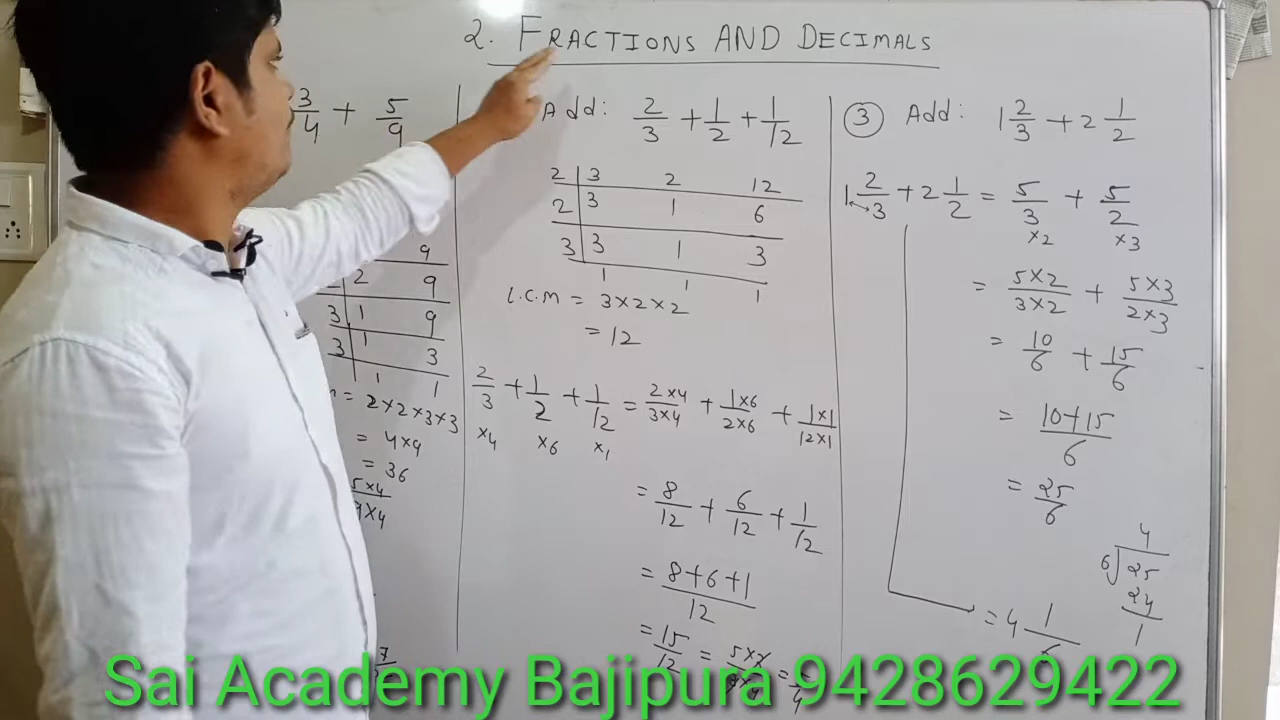 2. FRACTIONS AND DECIMALS
3/4 + 5/9
9
2 9
3 1 9
3 1 3
1 1
= 2×2×3×3
= 4×9
= 36
5×4/9×4
7
Add: 2/3 + 1/2 + 1/12
2 3 2 12
2 3 1 6
3 3 1 3
1 1 1
L.C.M = 3×2×2
= 12
2/3 + 1/2 + 1/12 = 2×4/3×4 + 1×6/2×6 + 1×1/12×1
×4 ×6 ×1
= 8/12 + 6/12 + 1/12
= 8+6+1/12
= 15/12 = 5×3/ = /4
3 Add: 1 2/3 + 2 1/2
1 2/3 + 2 1/2 = 5/3 + 5/2
×2 ×3
= 5×2/3×2 + 5×3/2×3
= 10/6 + 15/6
= 10+15/6
= 25/6
4
6 25
24
1
= 4 1/6
Sai Academy Bajipura 9428629422